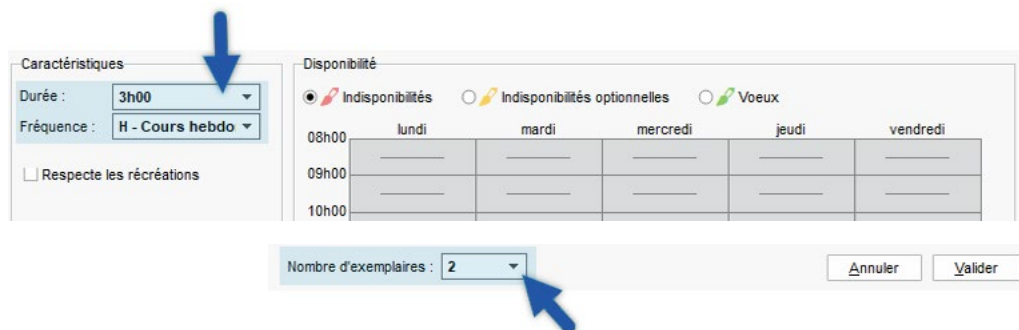 Caractéristiques
Durée : 3h00
Fréquence : H - Cours hebdo
Respecte les récréations
Disponibilité
Indisponibilités Indisponibilités optionnelles Voeux
lundi mardi mercredi jeudi vendredi
08h00
09h00
10h00
Nombre d'exemplaires : 2
Annuler Valider